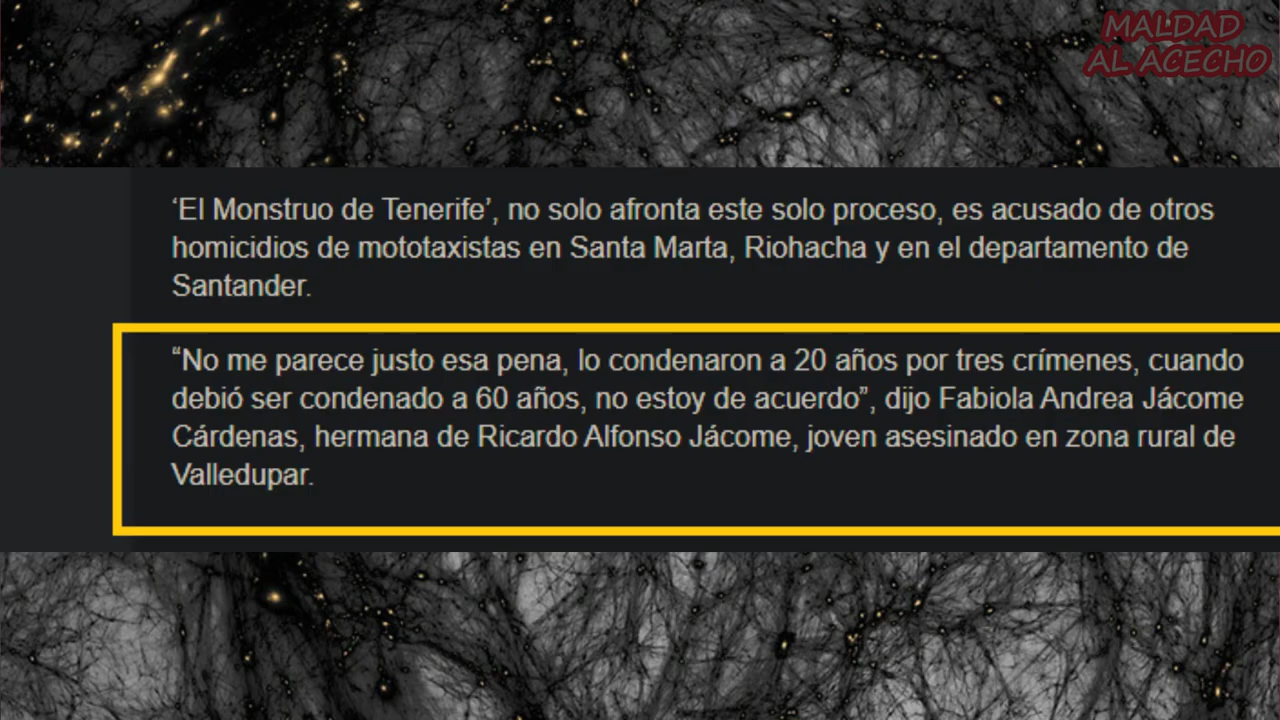 MALDAD
AL ACECHO
‘El Monstruo de Tenerife’, no solo afronta este solo proceso, es acusado de otros
homicidios de mototaxistas en Santa Marta, Riohacha y en el departamento de
Santander.
“No me parece justo esa pena, lo condenaron a 20 años por tres crímenes, cuando
debió ser condenado a 60 años, no estoy de acuerdo”, dijo Fabiola Andrea Jácome
Cárdenas, hermana de Ricardo Alfonso Jácome, joven asesinado en zona rural de
Valledupar.